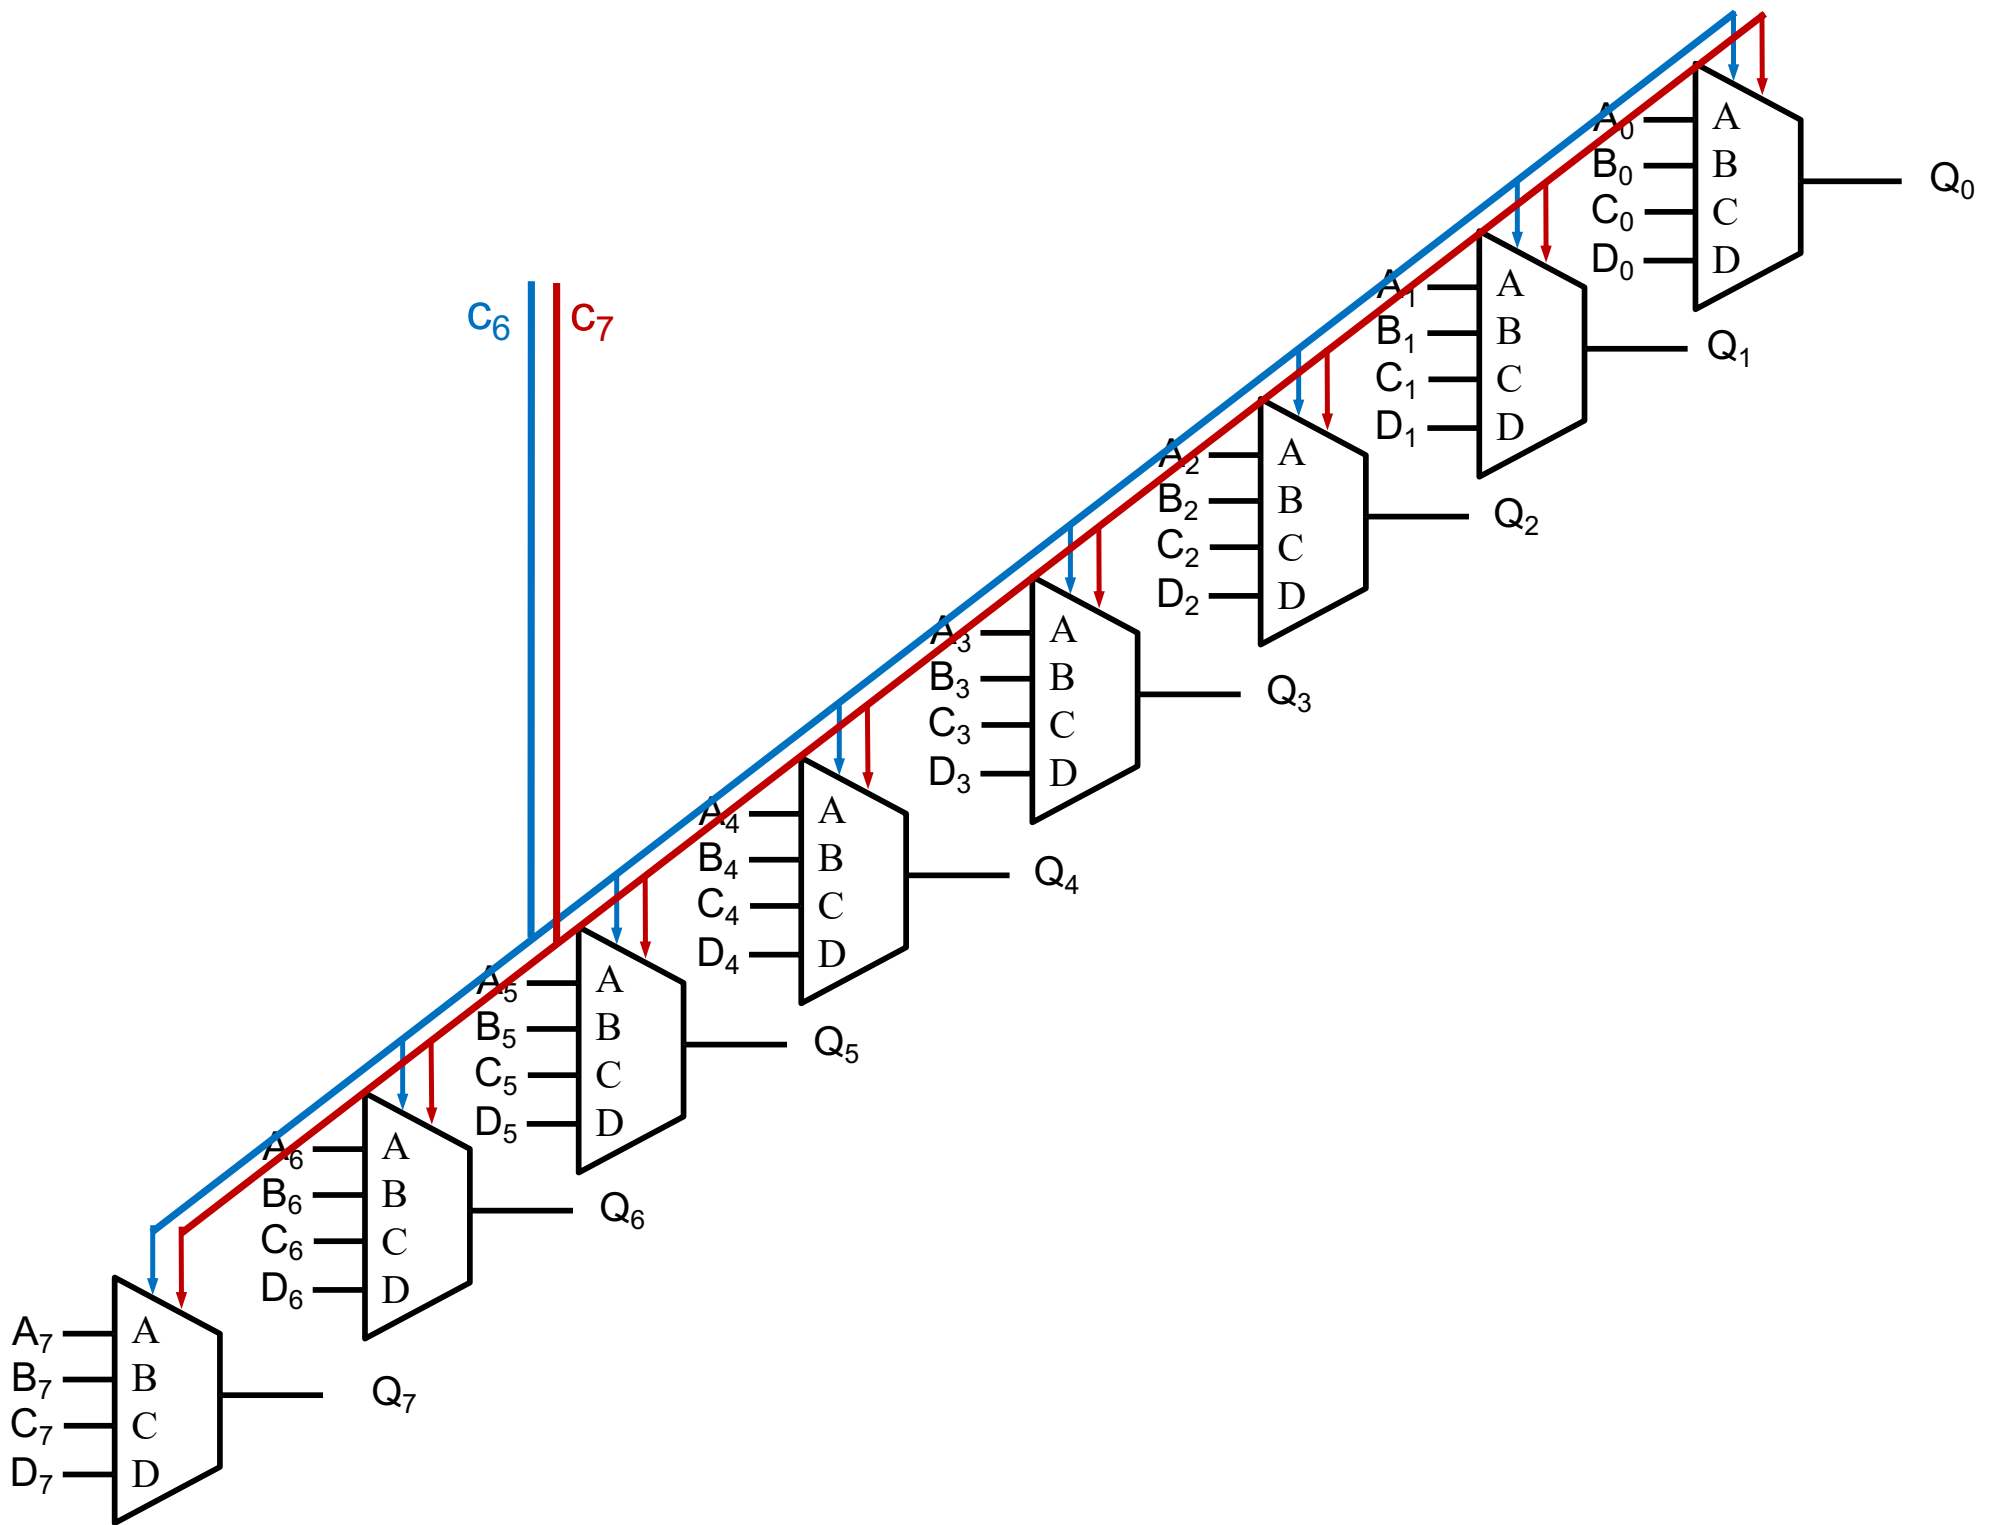 c₆ c₇
A₀ A
B₀ B Q₀
C₀ C
D₀ D
A₁ A
B₁ B Q₁
C₁ C
D₁ D
A₂ A
B₂ B Q₂
C₂ C
D₂ D
A₃ A
B₃ B Q₃
C₃ C
D₃ D
A₄ A
B₄ B Q₄
C₄ C
D₄ D
A₅ A
B₅ B Q₅
C₅ C
D₅ D
A₆ A
B₆ B Q₆
C₆ C
D₆ D
A₇ A
B₇ B Q₇
C₇ C
D₇ D